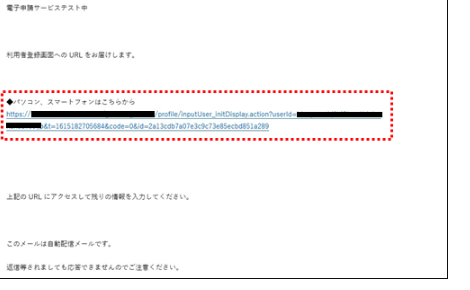 電子申請サービステスト中
利用者登録画面への URL をお届けします。
◆パソコン、スマートフォンはこちらから
https:// /profile/inputUser_initDisplay.action?userId=
&t=1615182705684&code=0&id=2a13cdb7a07e3c9c73e85ecbd851a289
上記の URL にアクセスして残りの情報を入力してください。
このメールは自動配信メールです。
返信等されましても応答できませんのでご注意ください。